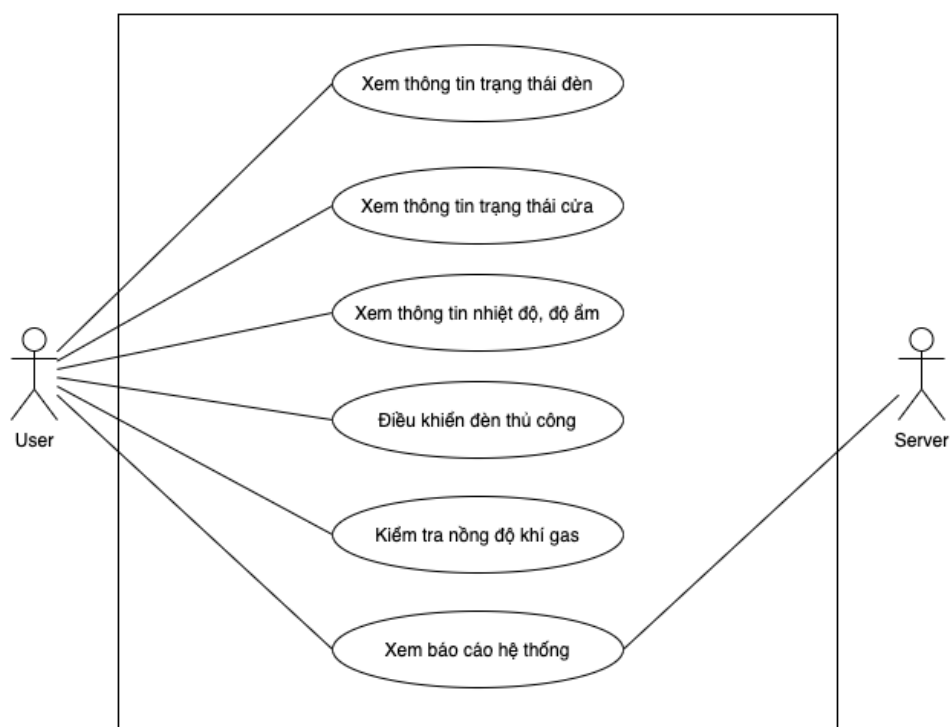 Xem thông tin trạng thái đèn
Xem thông tin trạng thái cửa
Xem thông tin nhiệt độ, độ ẩm
Điều khiển đèn thủ công
Kiểm tra nồng độ khí gas
Xem báo cáo hệ thống
User
Server